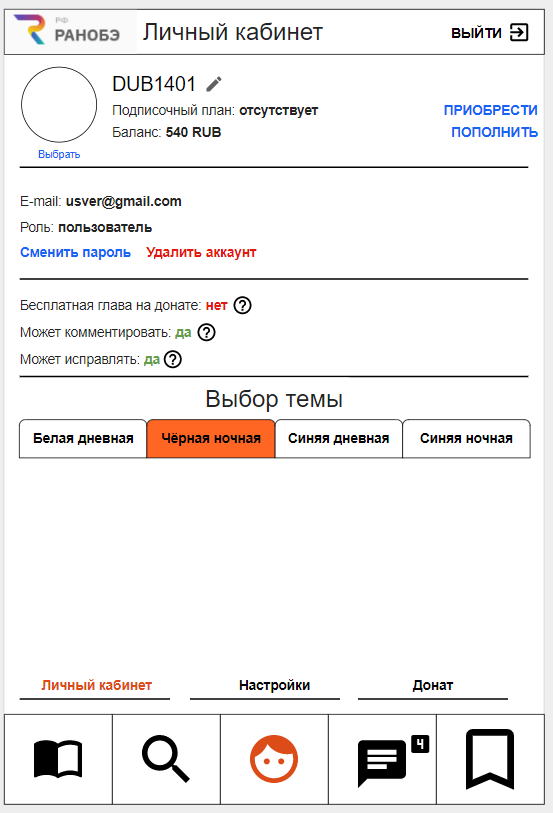 РФ
РАНОБЭ
Личный кабинет
ВЫЙТИ
DUB1401
Подписочный план: отсутствует
ПРИОБРЕСТИ
Баланс: 540 RUB
ПОПОЛНИТЬ
Выбрать
E-mail: usver@gmail.com
Роль: пользователь
Сменить пароль Удалить аккаунт
Бесплатная глава на донате: нет ?
Может комментировать: да ?
Может исправлять: да ?
Выбор темы
Белая дневная Чёрная ночная Синяя дневная Синяя ночная
Личный кабинет Настройки Донат
4